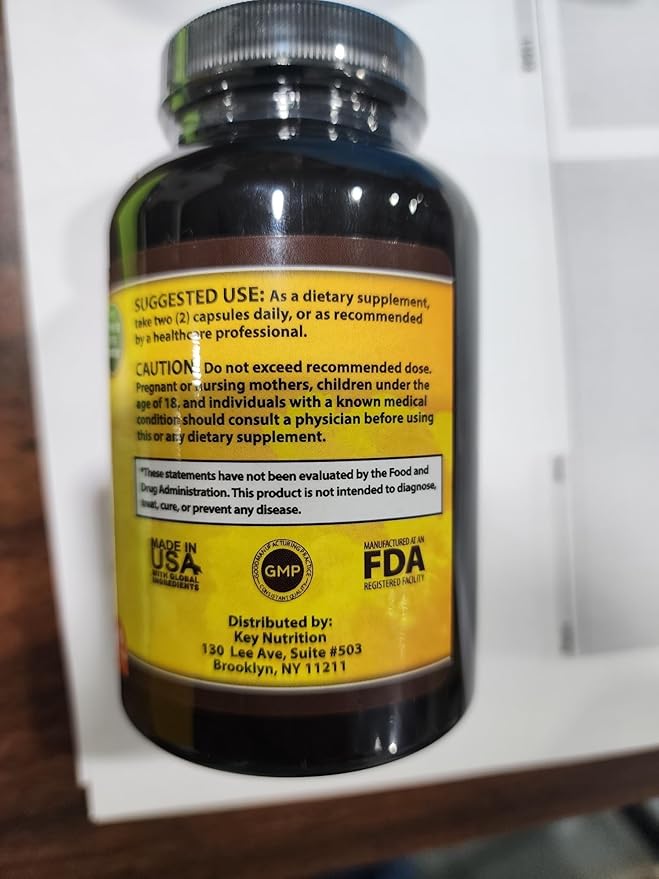 SUGGESTED USE: As a dietary supplement,
take two (2) capsules daily, or as recommended
by a healthcare professional.
CAUTION: Do not exceed recommended dose.
Pregnant or nursing mothers, children under the
age of 18, and individuals with a known medical
condition should consult a physician before using
this or any dietary supplement.
*These statements have not been evaluated by the Food and
Drug Administration. This product is not intended to diagnose,
treat, cure, or prevent any disease.
MADE IN
USA
WITH GLOBAL
INGREDIENTS
GOOD MANUFACTURING PRACTICE
GMP
CONSISTANT QUALITY
MANUFACTURED AT AN
FDA
REGISTERED FACILITY
Distributed by:
Key Nutrition
130 Lee Ave, Suite #503
Brooklyn, NY 11211